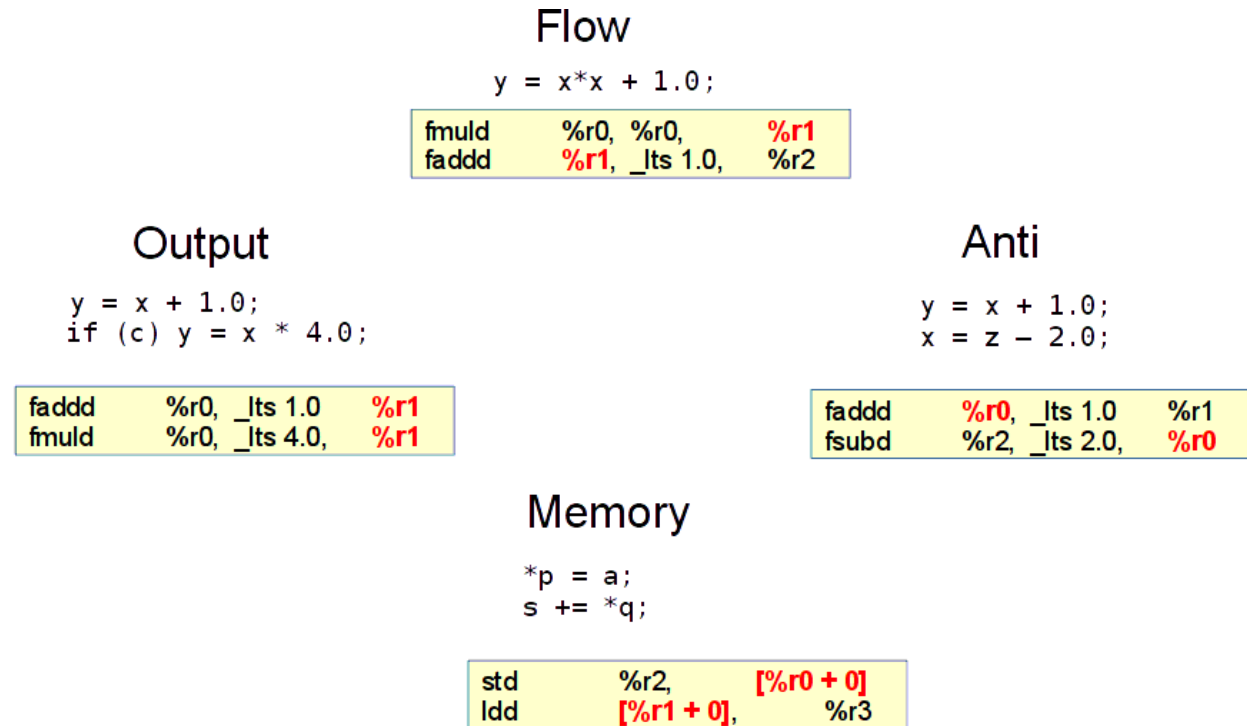 Flow
y = x*x + 1.0;
fmuld %r0, %r0, %r1
faddd %r1, _lts 1.0, %r2
Output
y = x + 1.0;
if (c) y = x * 4.0;
faddd %r0, _lts 1.0 %r1
fmuld %r0, _lts 4.0, %r1
Anti
y = x + 1.0;
x = z – 2.0;
faddd %r0, _lts 1.0 %r1
fsubd %r2, _lts 2.0, %r0
Memory
*p = a;
s += *q;
std %r2, [%r0 + 0]
ldd [%r1 + 0], %r3